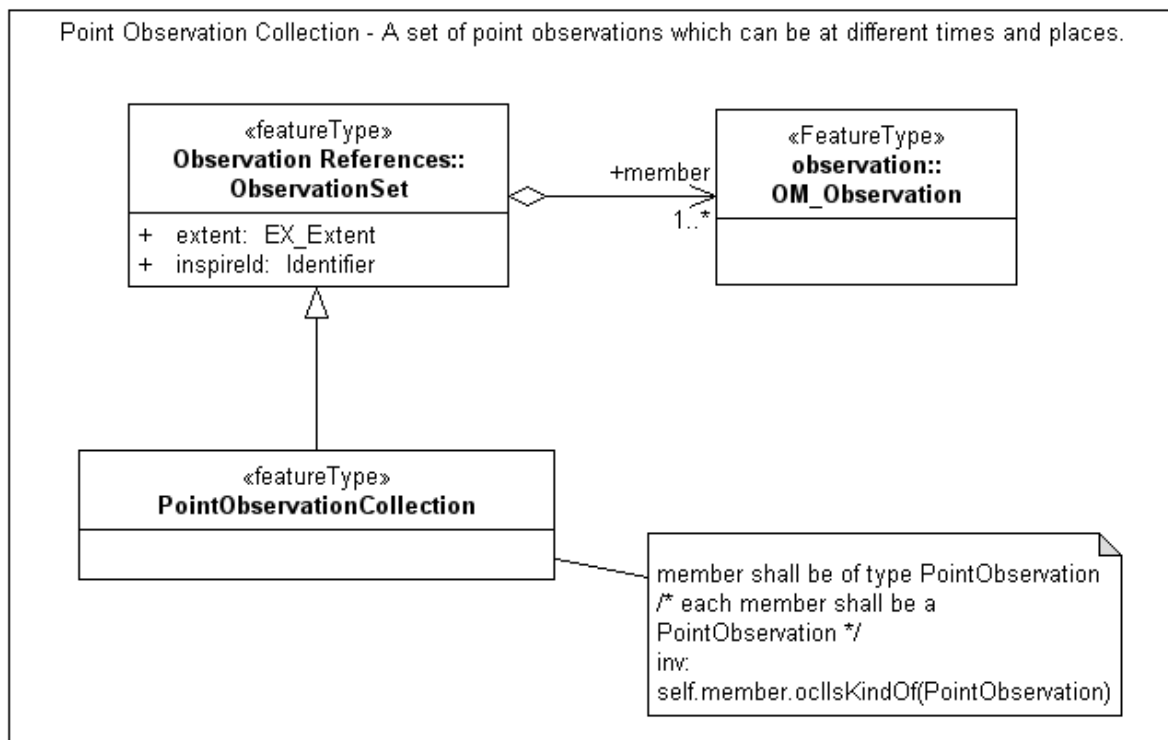 Point Observation Collection - A set of point observations which can be at different times and places.
«featureType»
Observation References::
ObservationSet
+ extent: EX_Extent
+ inspireId: Identifier
+member
1..*
«FeatureType»
observation::
OM_Observation
«featureType»
PointObservationCollection
member shall be of type PointObservation
/* each member shall be a
PointObservation */
inv:
self.member.oclIsKindOf(PointObservation)